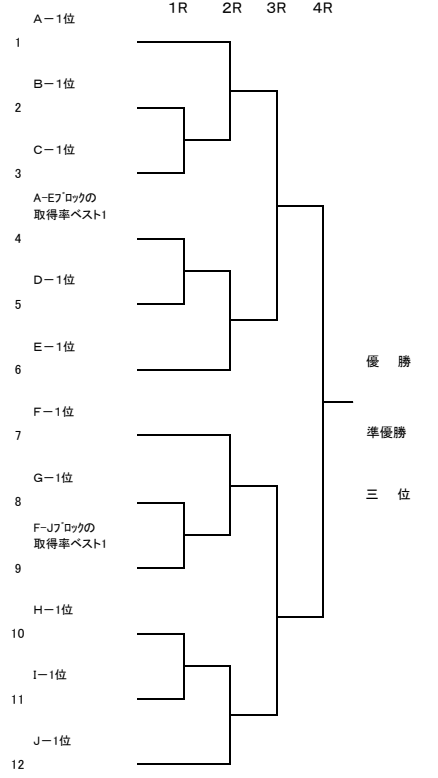 1R 2R 3R 4R
A－1位
1
B－1位
2
C－1位
3
A-Eﾌﾞﾛｯｸの
取得率ベスト1
4
D－1位
5
E－1位
6
F－1位
7
G－1位
8
F-Jﾌﾞﾛｯｸの
取得率ベスト1
9
H－1位
10
I－1位
11
J－1位
12
優　勝
準優勝
三　位